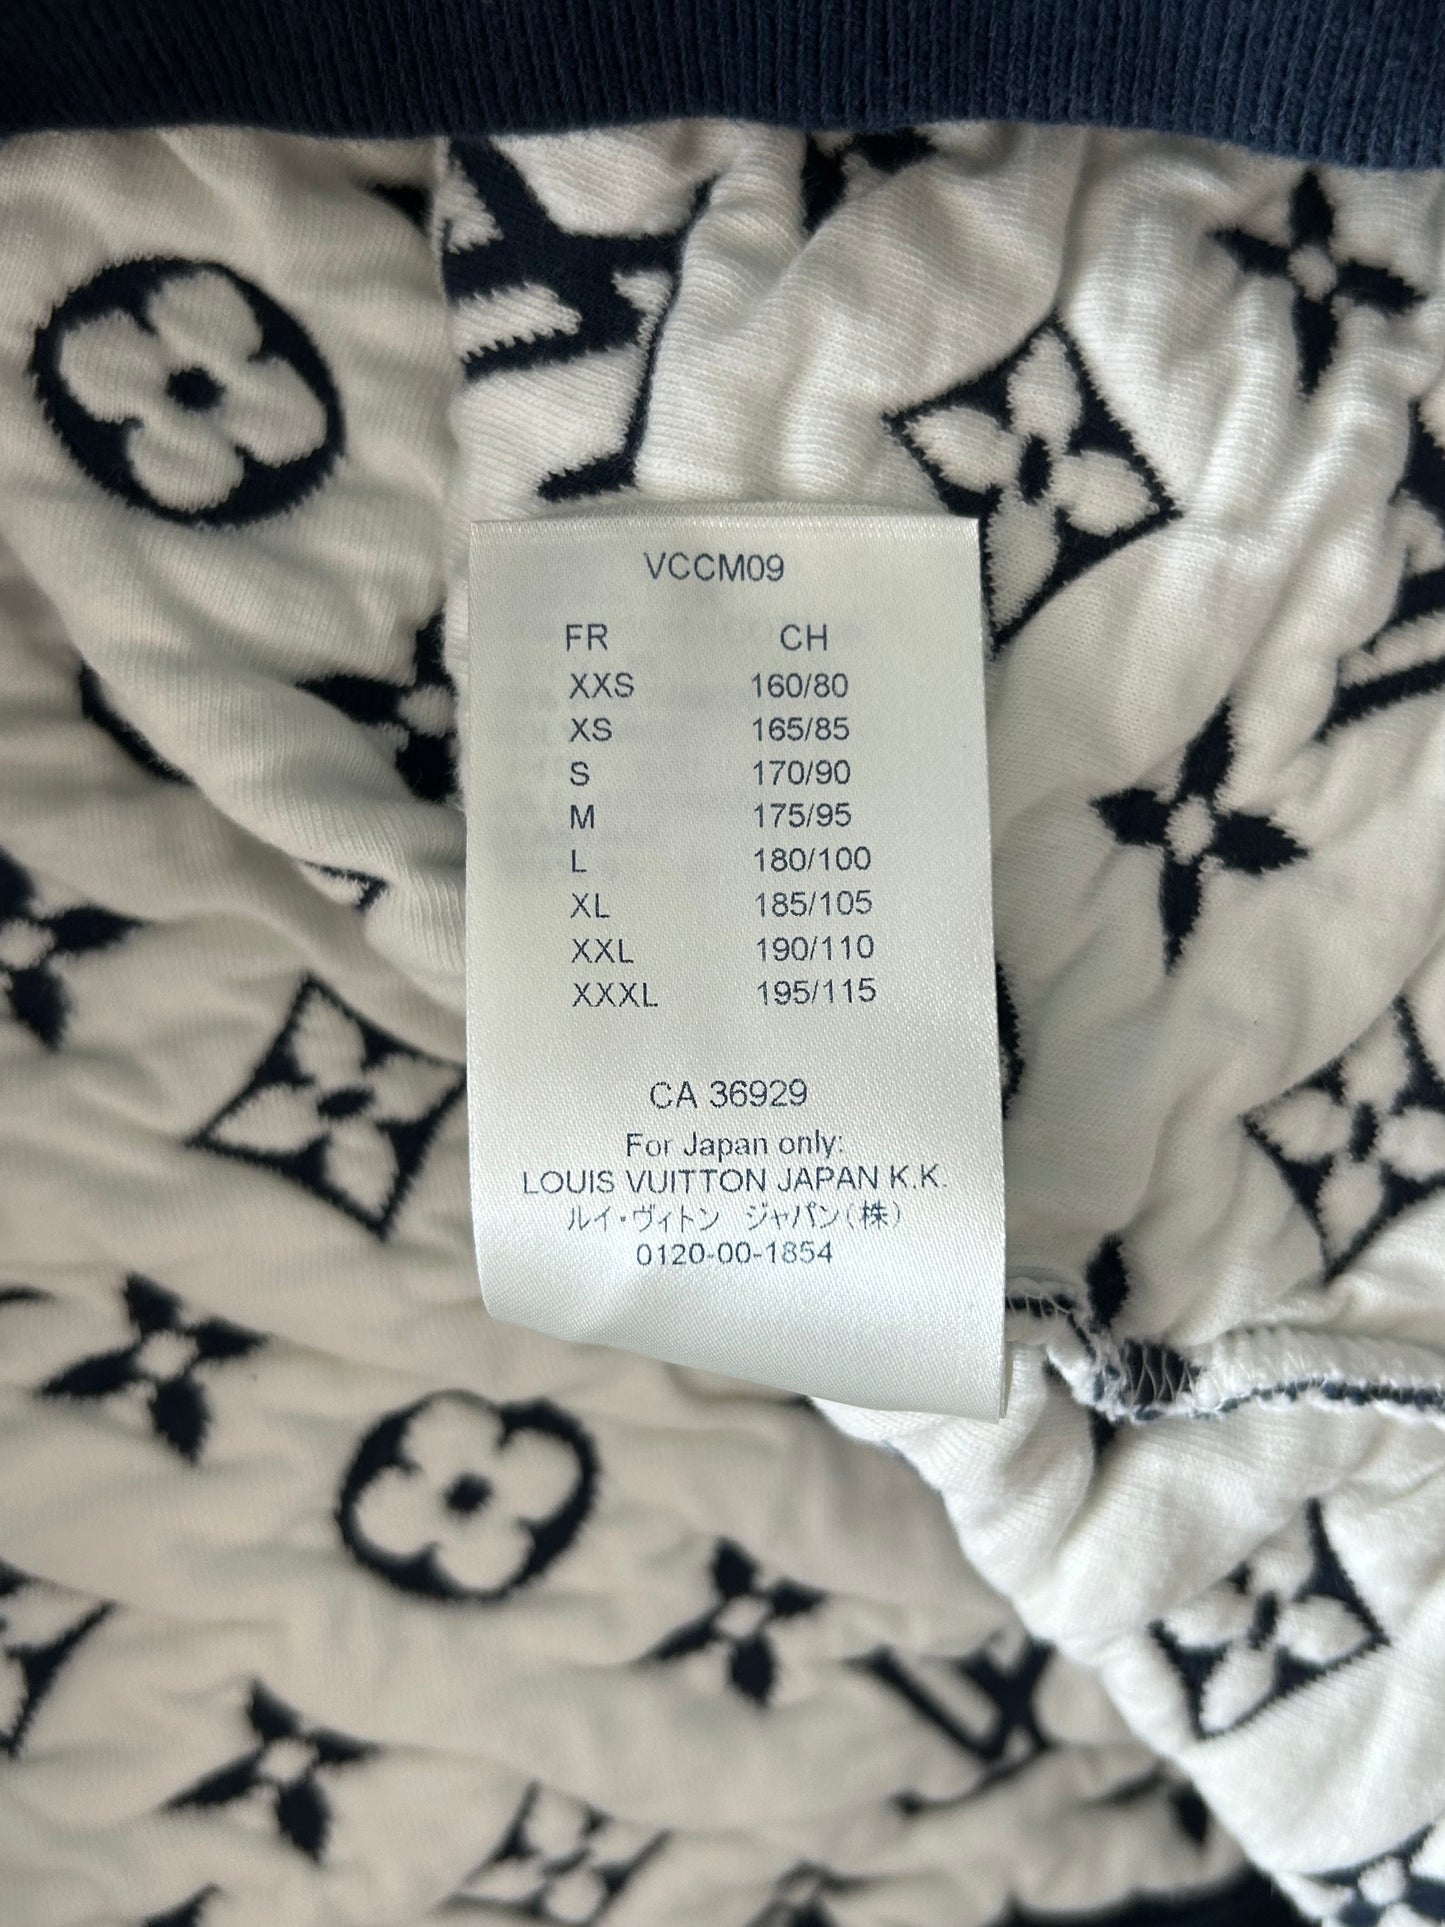 VCCM09
FR CH
XXS 160/80
XS 165/85
S 170/90
M 175/95
L 180/100
XL 185/105
XXL 190/110
XXXL 195/115
CA 36929
For Japan only:
LOUIS VUITTON JAPAN K.K.
ルイ・ヴィトン ジャパン(株)
0120-00-1854